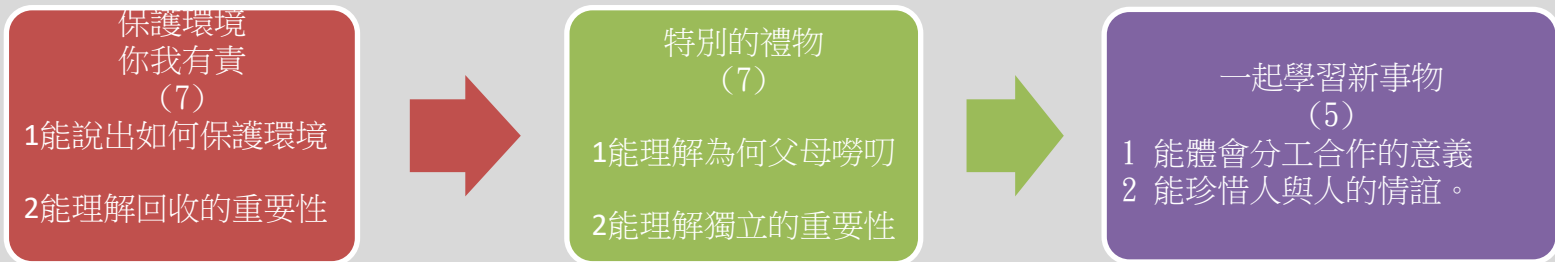 保護環境
你我有責
（7）
1能說出如何保護環境
2能理解回收的重要性
特別的禮物
（7）
1能理解為何父母嘮叨
2能理解獨立的重要性
一起學習新事物
（5）
1 能體會分工合作的意義
2 能珍惜人與人的情誼。